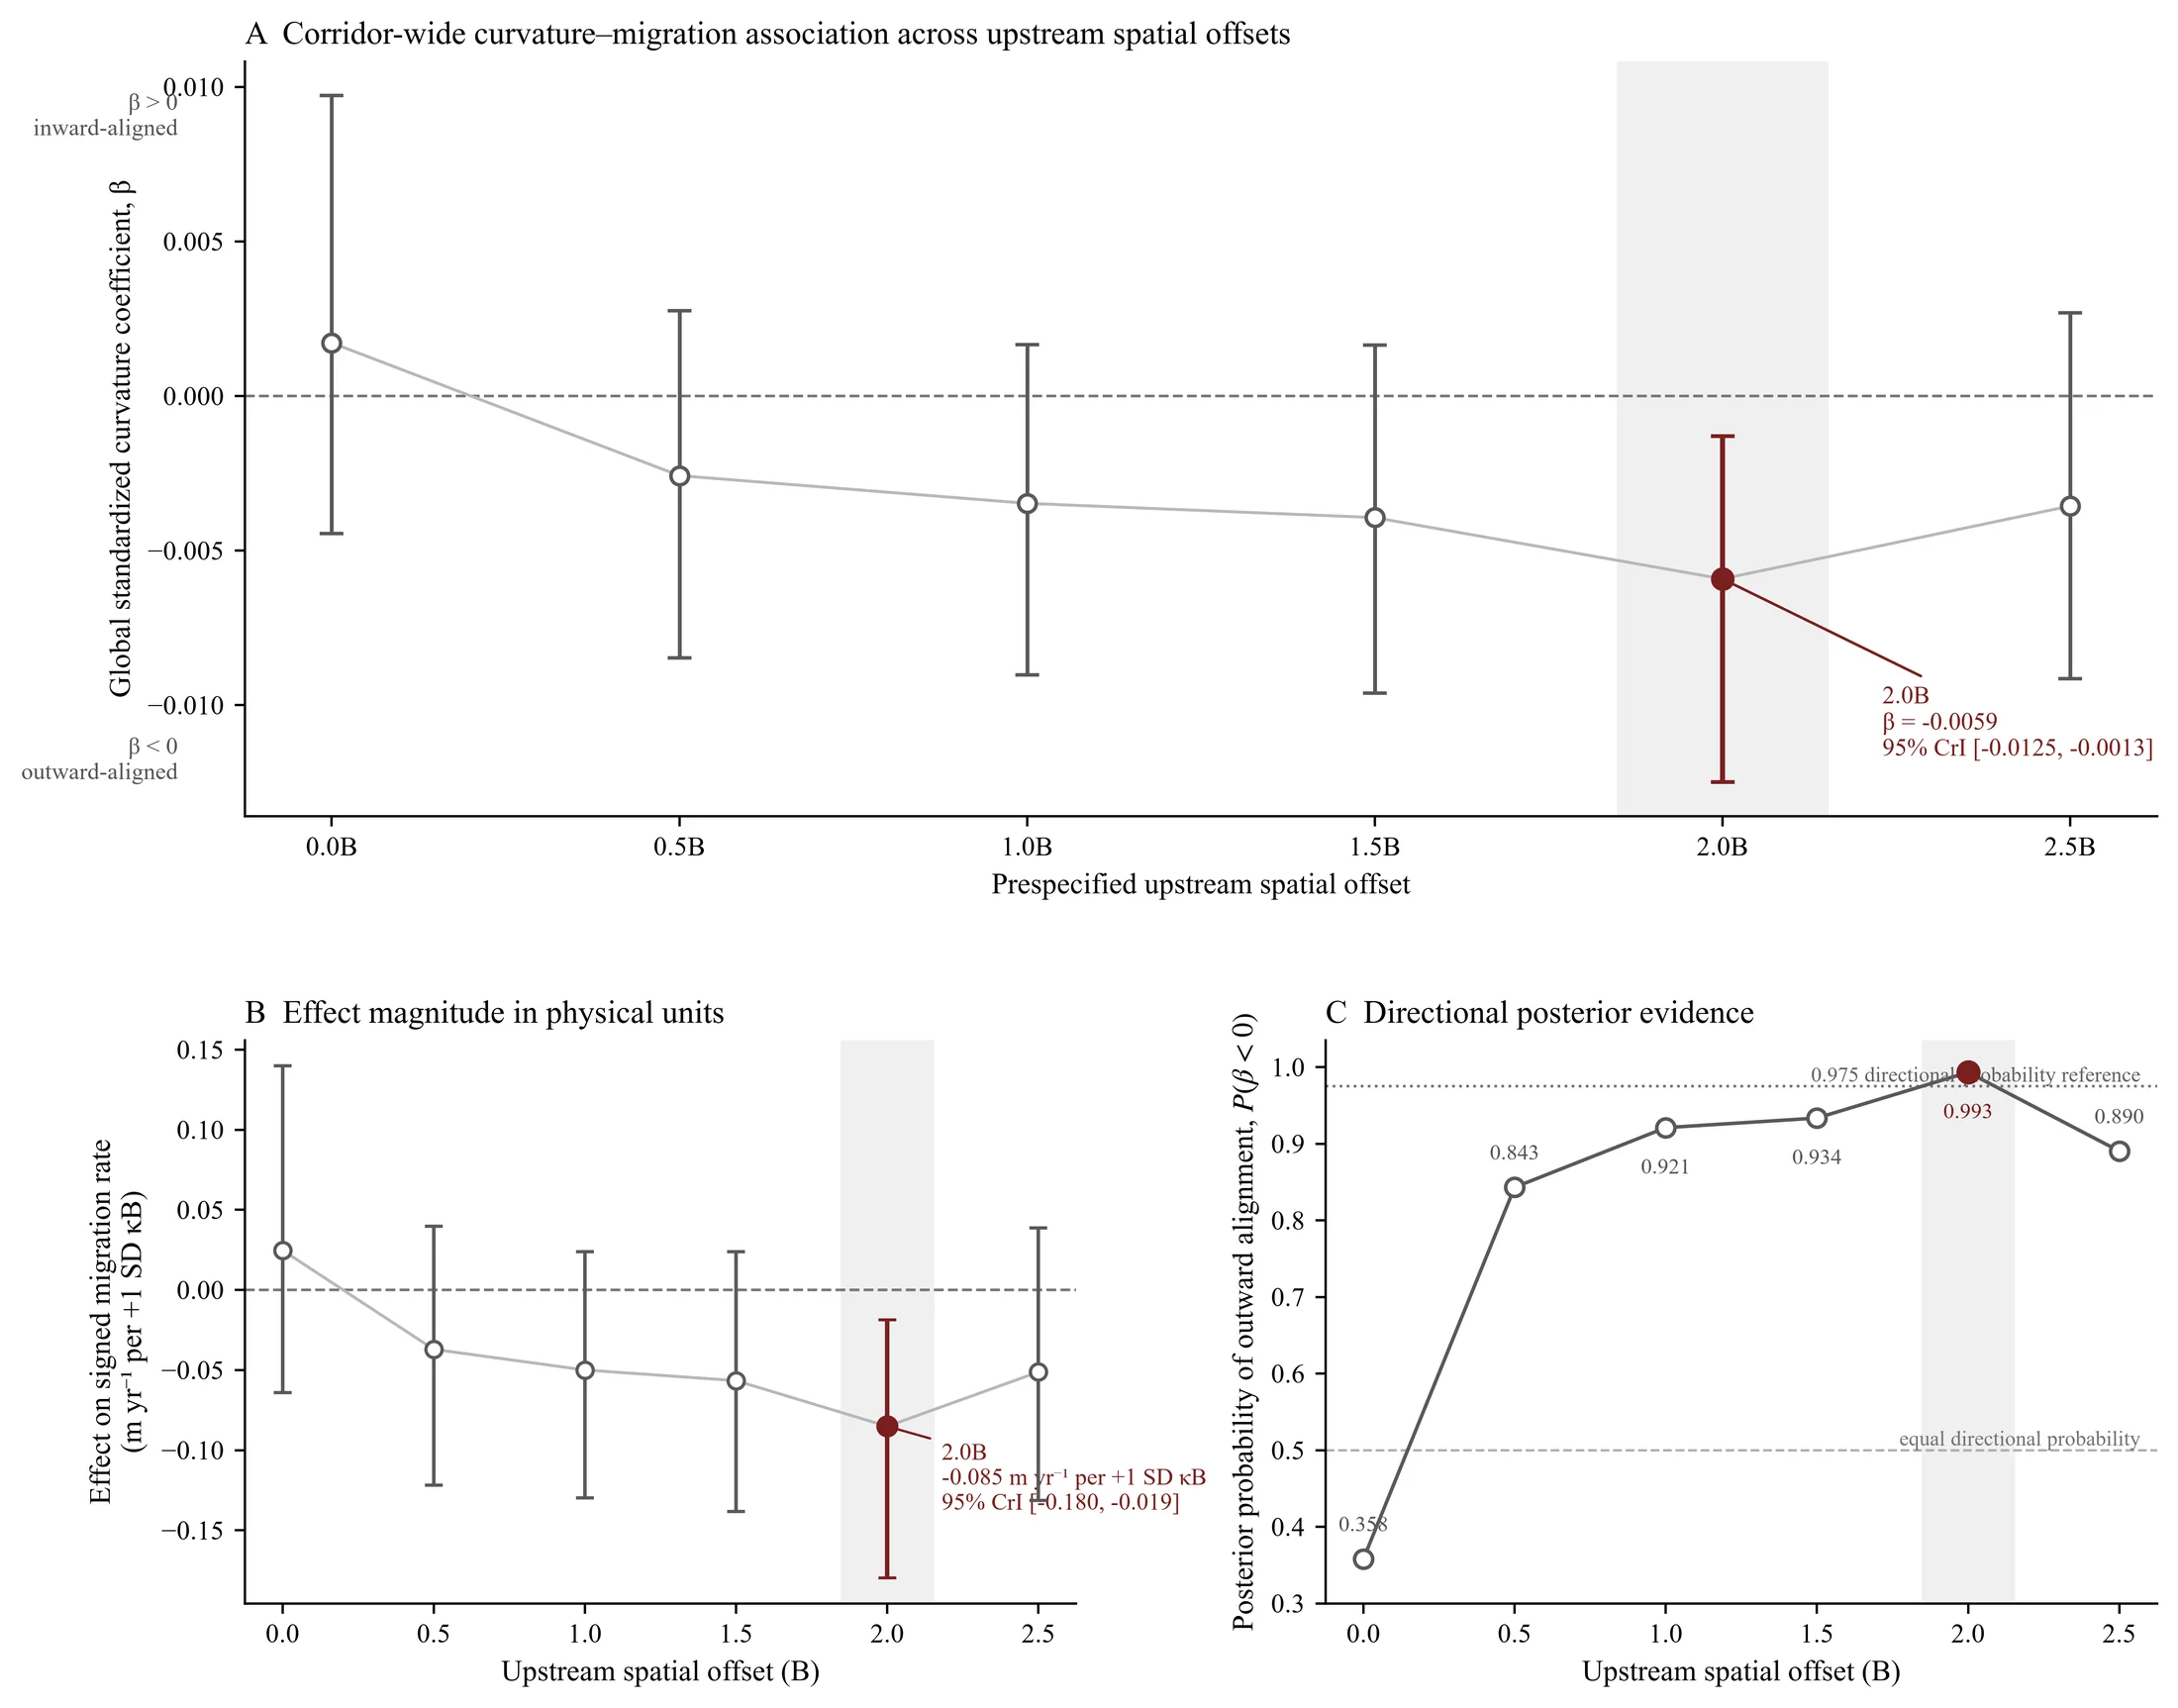 A Corridor-wide curvature–migration association across upstream spatial offsets
Global standardized curvature coefficient, β
β > 0
inward-aligned
β < 0
outward-aligned
0.010
0.005
0.000
−0.005
−0.010
2.0B
β = -0.0059
95% CrI [-0.0125, -0.0013]
0.0B 0.5B 1.0B 1.5B 2.0B 2.5B
Prespecified upstream spatial offset
B Effect magnitude in physical units
Effect on signed migration rate
(m yr⁻¹ per +1 SD κB)
0.15
0.10
0.05
0.00
−0.05
−0.10
−0.15
2.0B
-0.085 m yr⁻¹ per +1 SD κB
95% CrI [-0.180, -0.019]
0.0 0.5 1.0 1.5 2.0 2.5
Upstream spatial offset (B)
C Directional posterior evidence
Posterior probability of outward alignment, P(β < 0)
1.0
0.9
0.8
0.7
0.6
0.5
0.4
0.3
0.975 directional probability reference
0.993
0.890
0.843
0.921
0.934
equal directional probability
0.358
0.0 0.5 1.0 1.5 2.0 2.5
Upstream spatial offset (B)